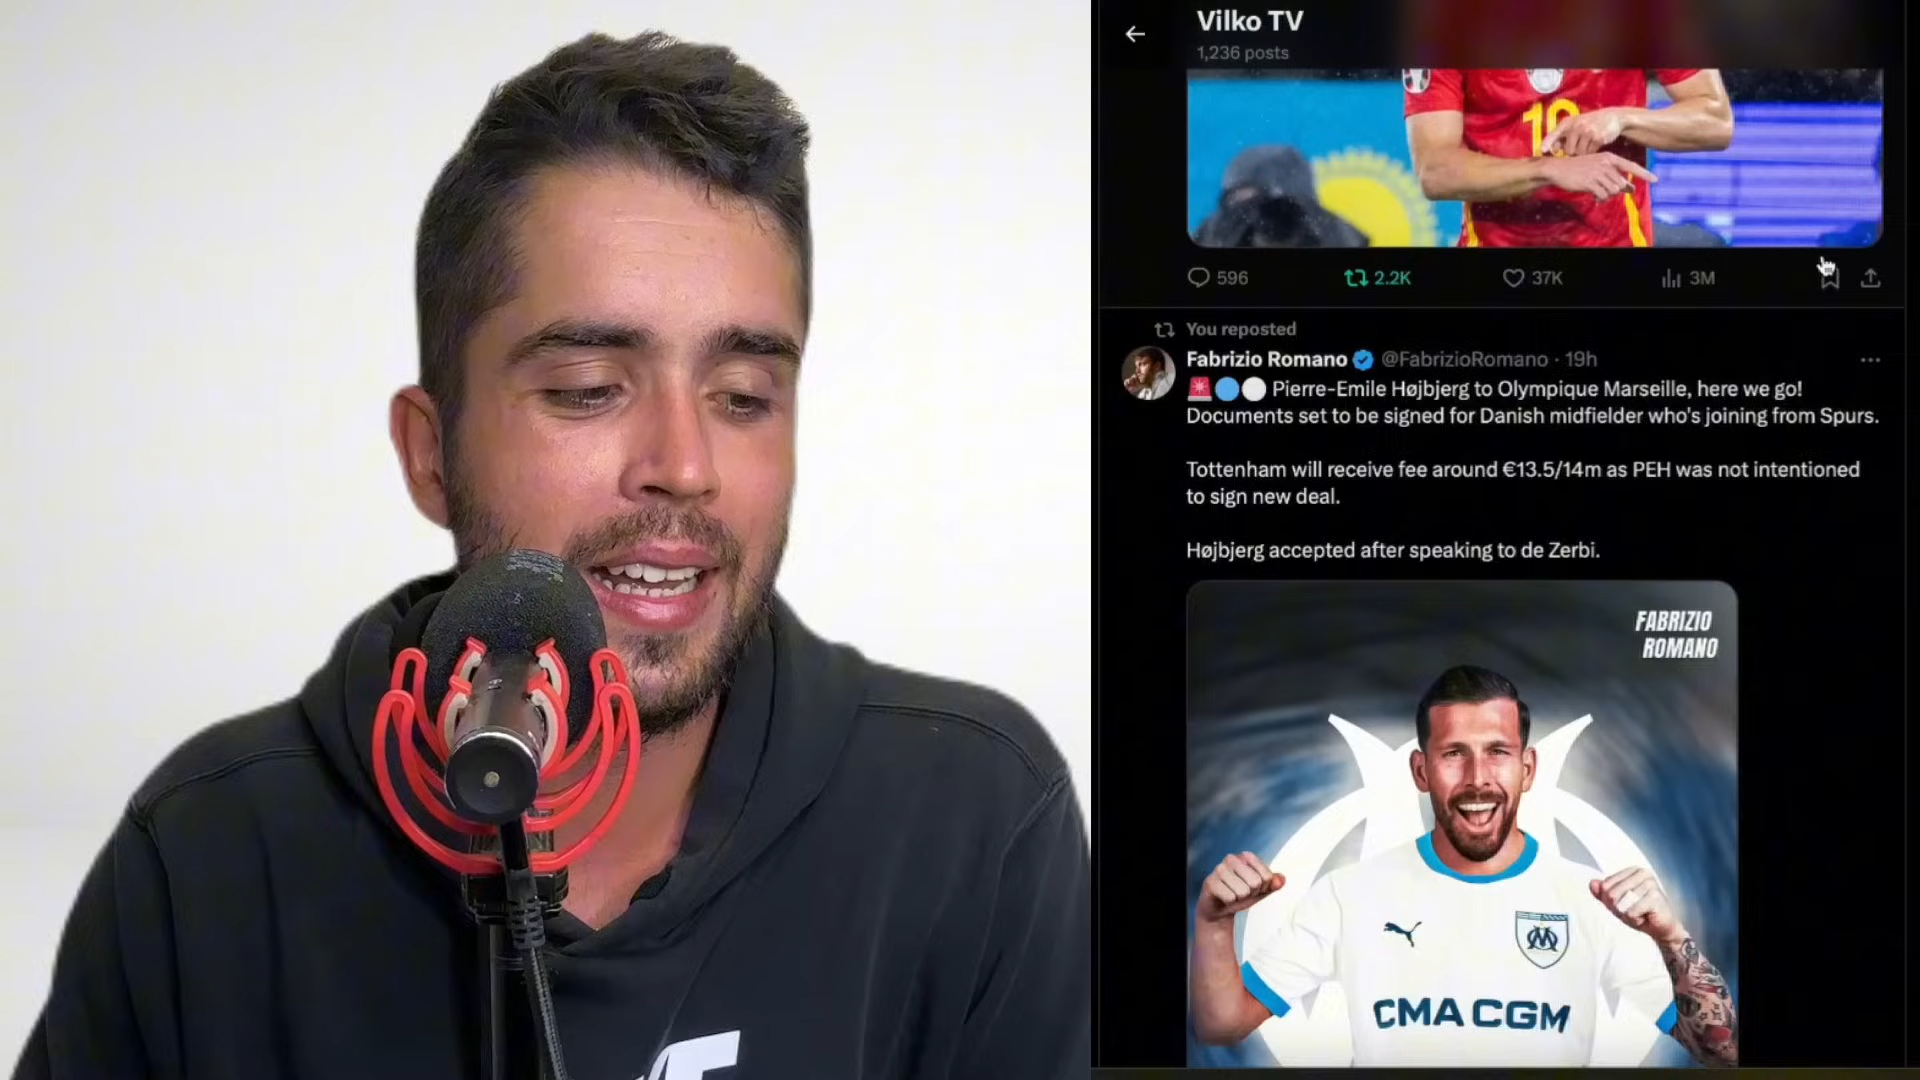 Vilko TV
1,236 posts
10
596 2.2K 37K 3M
You reposted
Fabrizio Romano @FabrizioRomano · 19h
Pierre-Emile Højbjerg to Olympique Marseille, here we go!
Documents set to be signed for Danish midfielder who's joining from Spurs.
Tottenham will receive fee around €13.5/14m as PEH was not intentioned
to sign new deal.
Højbjerg accepted after speaking to de Zerbi.
FABRIZIO
ROMANO
CMA CGM